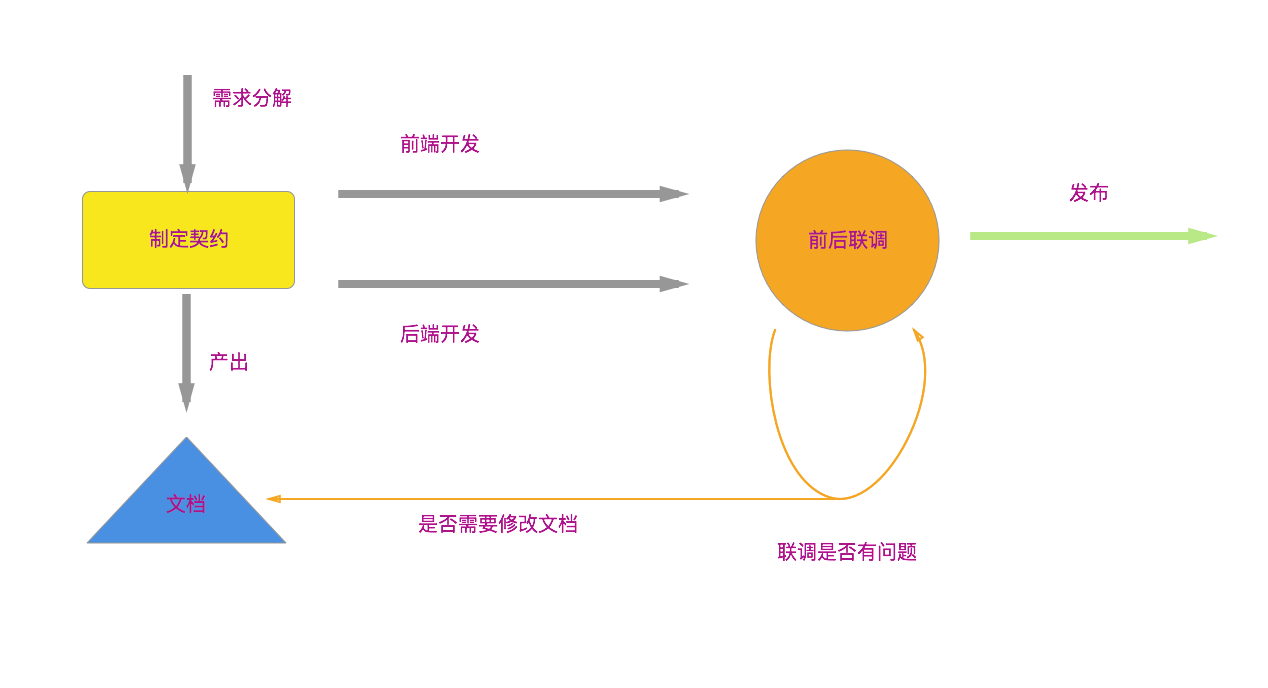 需求分解
前端开发
发布
制定契约
前后联调
后端开发
产出
文档
是否需要修改文档
联调是否有问题